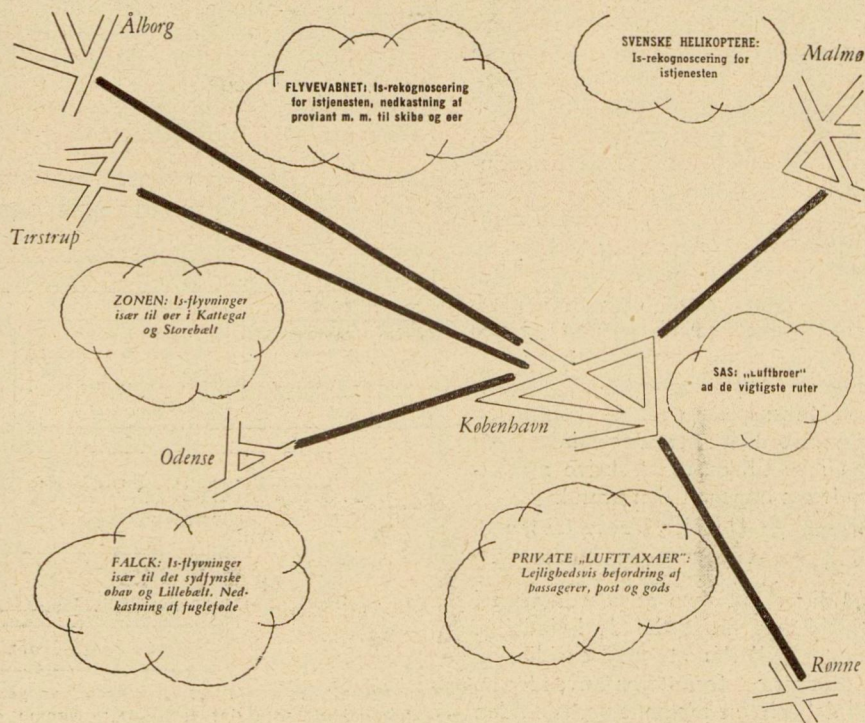 Ålborg
FLYVEVABNET: Is-rekognoscering
for istjenesten, nedkastning af
proviant m. m. til skibe og øer
SVENSKE HELIKOPTERE:
Is-rekognoscering for
istjenesten
Malmø
Tirstrup
ZONEN: Is-flyvninger
især til øer i Kattegat
og Storebælt
SAS: „Luftbroer"
ad de vigtigste ruter
København
Odense
FALCK: Is-flyvninger
især til det sydfynske
øhav og Lillebælt. Ned-
kastning af fugleføde
PRIVATE „LUFTTAXAER":
Lejlighedsvis befordring af
passagerer, post og gods
Rønne